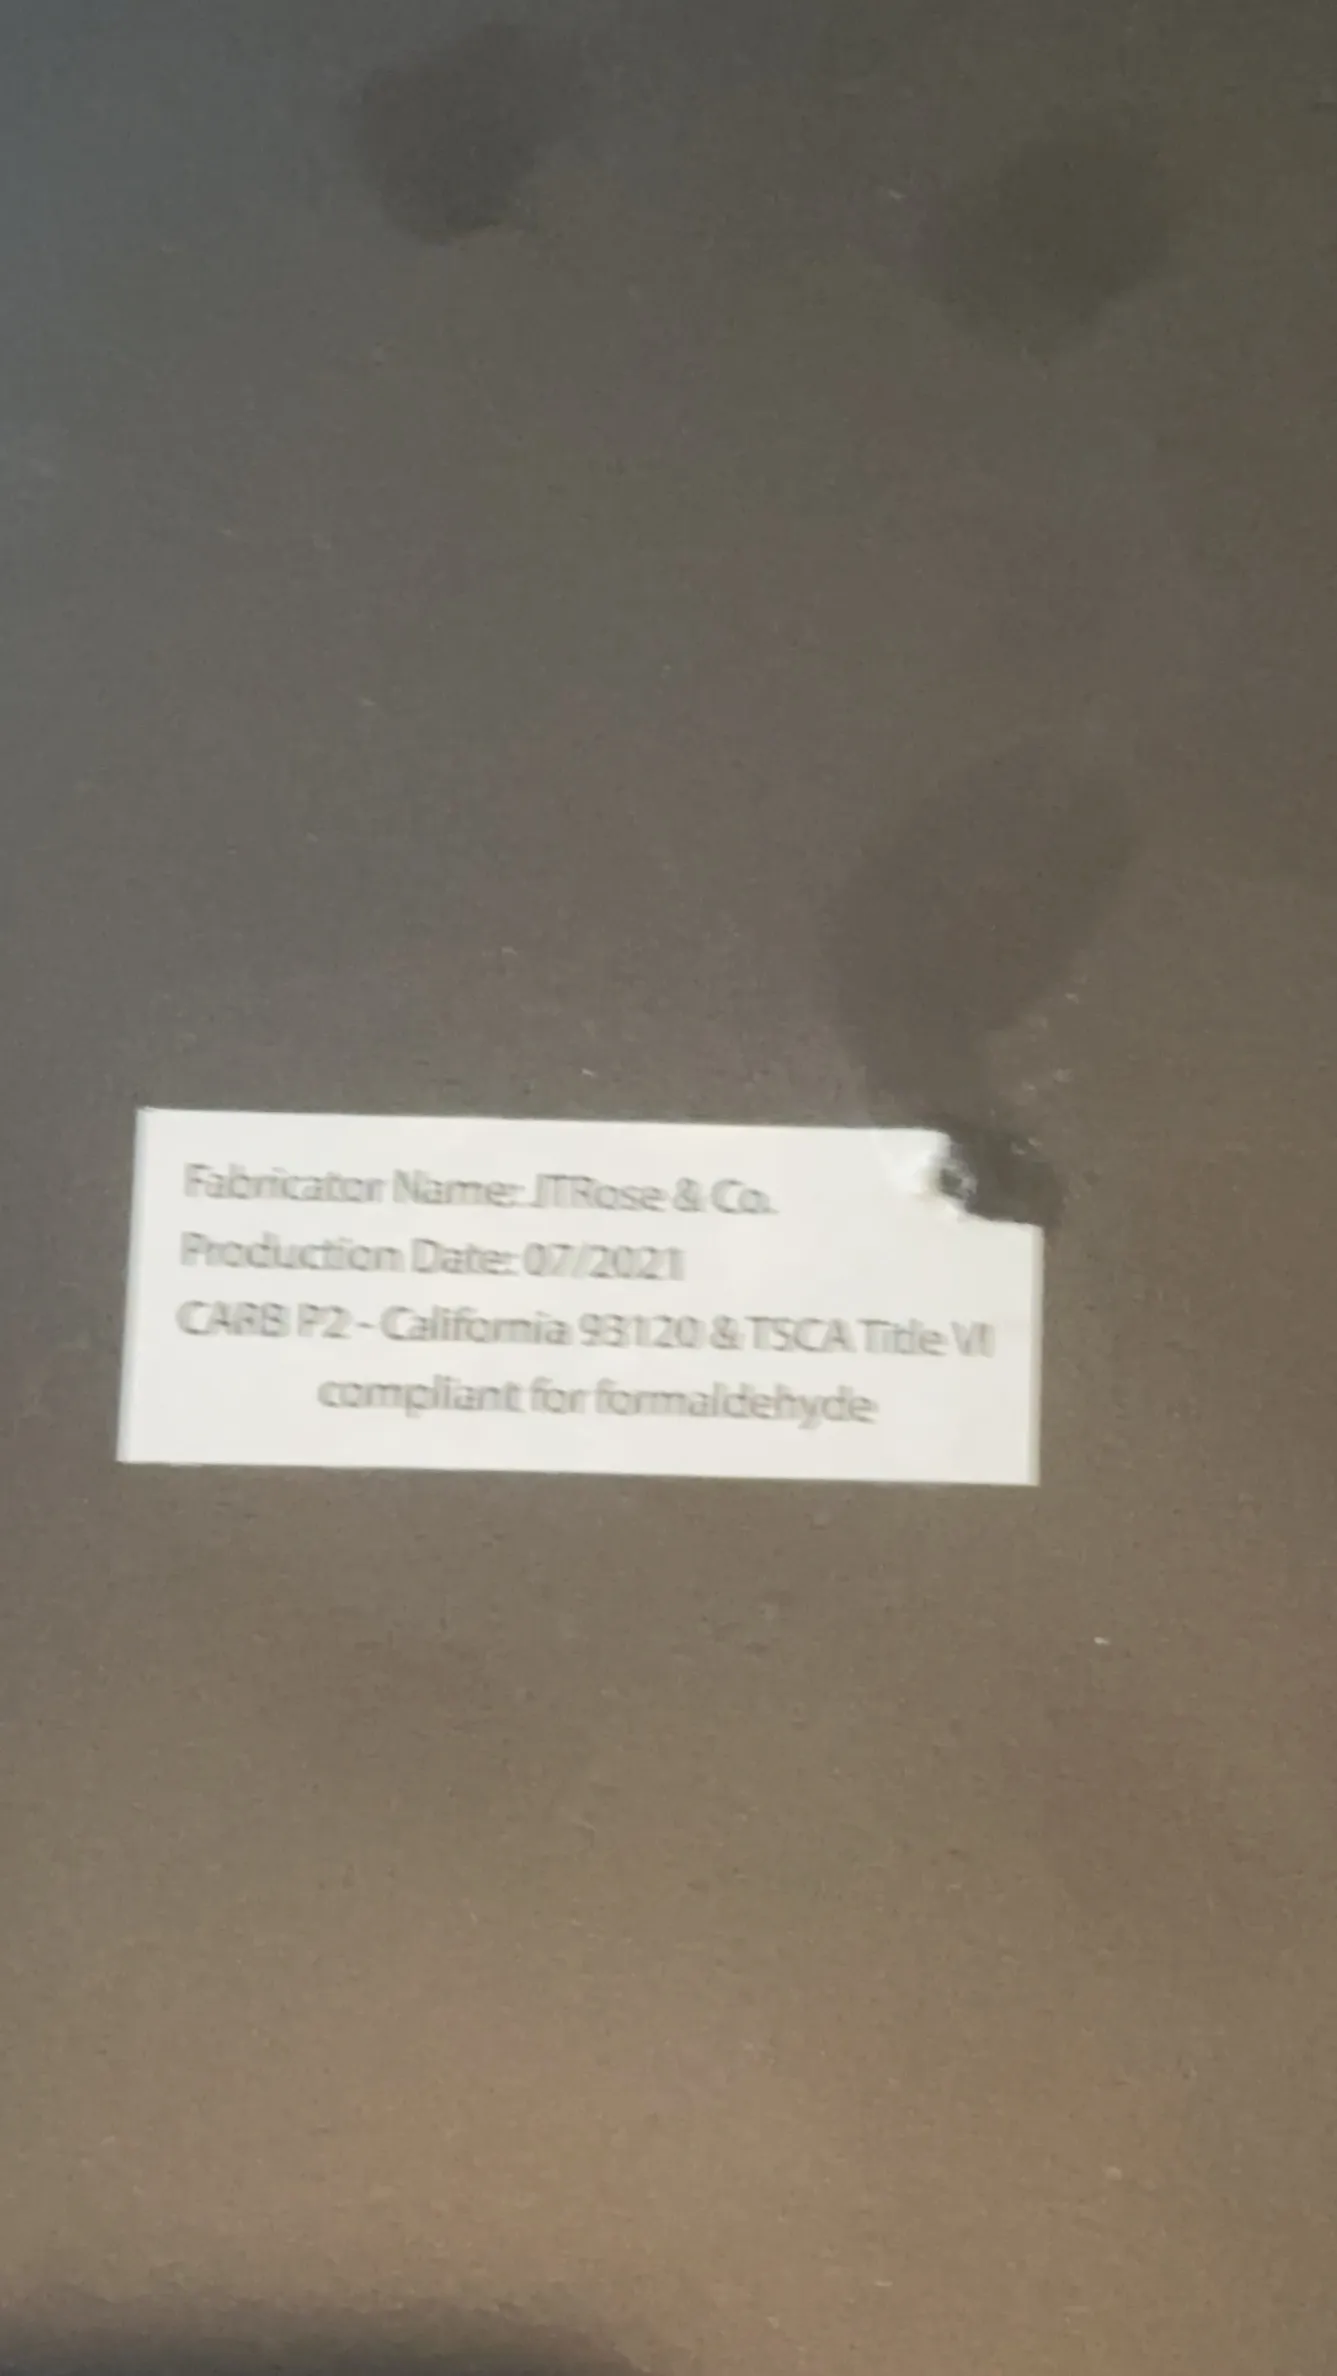 Fabricator Name: JTRose & Co.
Production Date: 07/2021
CARB P2 - California 93120 & TSCA Title VI
compliant for formaldehyde